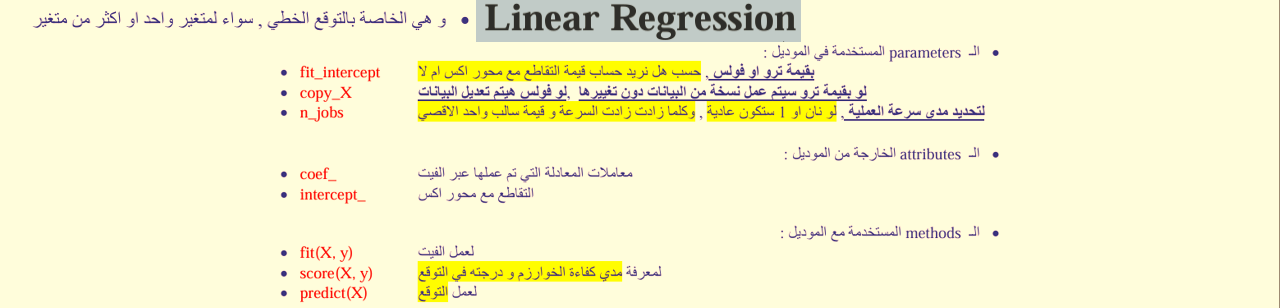 Linear Regression • و هي الخاصة بالتوقع الخطي , سواء لمتغير واحد او اكثر من متغير
• الـ parameters المستخدمة في الموديل :
• fit_intercept بقيمة ترو او فولس , حسب هل نريد حساب قيمة التقاطع مع محور اكس ام لا
• copy_X لو بقيمة ترو سيتم عمل نسخة من البيانات دون تغييرها , لو فولس هيتم تعديل البيانات
• n_jobs لتحديد مدي سرعة العملية , لو نان او 1 ستكون عادية , وكلما زادت زادت السرعة و قيمة سالب واحد الاقصي
• الـ attributes الخارجة من الموديل :
• coef_ معاملات المعادلة التي تم عملها عبر الفيت
• intercept_ التقاطع مع محور اكس
• الـ methods المستخدمة مع الموديل :
• fit(X, y) لعمل الفيت
• score(X, y) لمعرفة مدي كفاءة الخوارزم و درجته في التوقع
• predict(X) لعمل التوقع